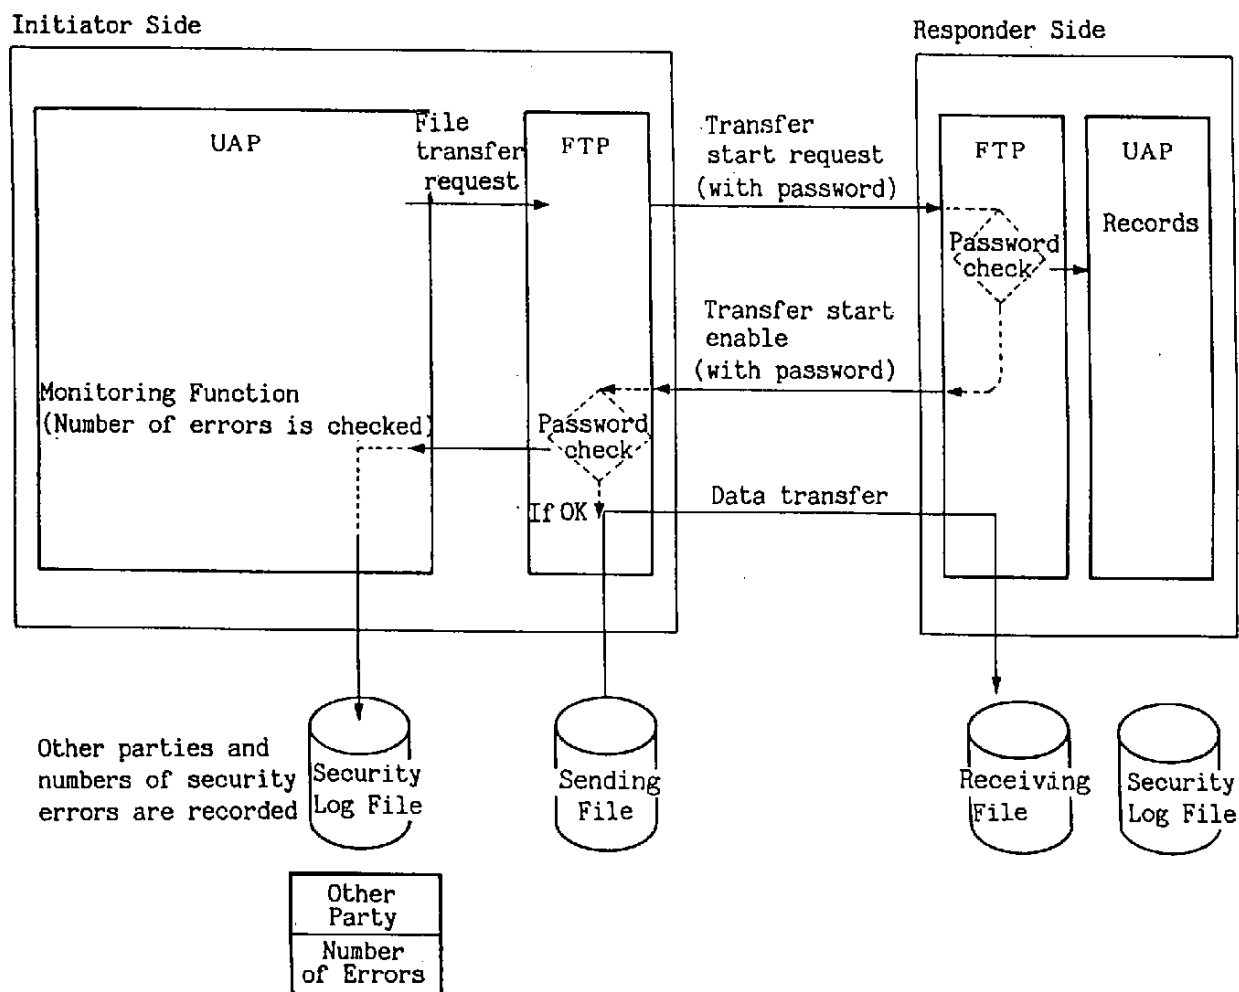 Initiator Side
Responder Side
UAP
File
transfer
request
FTP
Transfer
start request
(with password)
FTP
UAP
Records
Password
check
Transfer start
enable
(with password)
Monitoring Function
(Number of errors is checked)
Password
check
If OK
Data transfer
Other parties and
numbers of security
errors are recorded
Security
Log File
Sending
File
Receiving
File
Security
Log File
Other
Party
Number
of Errors